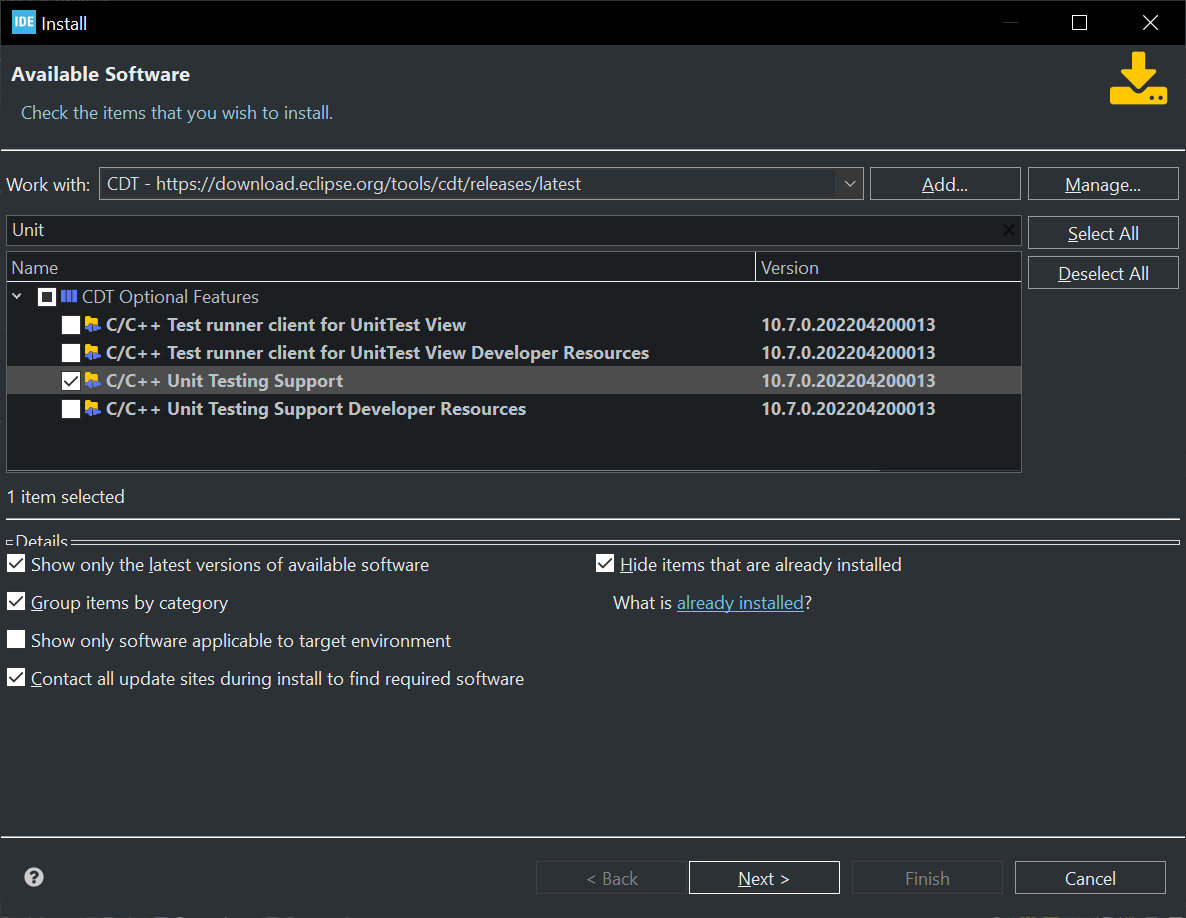 IDE Install
Available Software
Check the items that you wish to install.
Work with: CDT - https://download.eclipse.org/tools/cdt/releases/latest Add... Manage...
Unit Select All
Name Version Deselect All
CDT Optional Features
C/C++ Test runner client for UnitTest View 10.7.0.202204200013
C/C++ Test runner client for UnitTest View Developer Resources 10.7.0.202204200013
C/C++ Unit Testing Support 10.7.0.202204200013
C/C++ Unit Testing Support Developer Resources 10.7.0.202204200013
1 item selected
Details
Show only the latest versions of available software Hide items that are already installed
Group items by category What is already installed?
Show only software applicable to target environment
Contact all update sites during install to find required software
? < Back Next > Finish Cancel